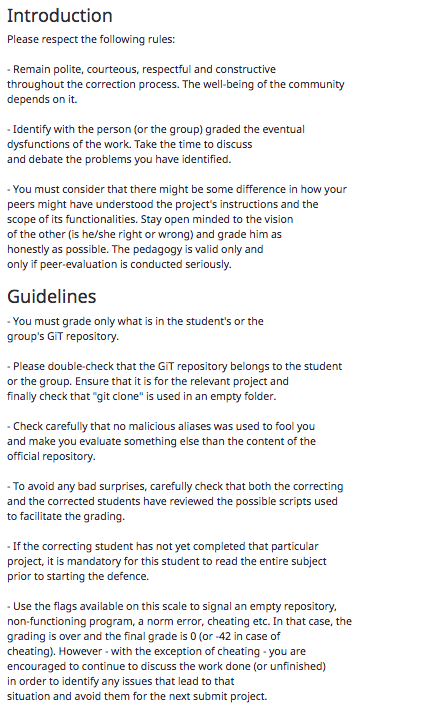 Introduction
Please respect the following rules:
- Remain polite, courteous, respectful and constructive
throughout the correction process. The well-being of the community
depends on it.
- Identify with the person (or the group) graded the eventual
dysfunctions of the work. Take the time to discuss
and debate the problems you have identified.
- You must consider that there might be some difference in how your
peers might have understood the project's instructions and the
scope of its functionalities. Stay open minded to the vision
of the other (is he/she right or wrong) and grade him as
honestly as possible. The pedagogy is valid only and
only if peer-evaluation is conducted seriously.
Guidelines
- You must grade only what is in the student's or the
group's GiT repository.
- Please double-check that the GiT repository belongs to the student
or the group. Ensure that it is for the relevant project and
finally check that "git clone" is used in an empty folder.
- Check carefully that no malicious aliases was used to fool you
and make you evaluate something else than the content of the
official repository.
- To avoid any bad surprises, carefully check that both the correcting
and the corrected students have reviewed the possible scripts used
to facilitate the grading.
- If the correcting student has not yet completed that particular
project, it is mandatory for this student to read the entire subject
prior to starting the defence.
- Use the flags available on this scale to signal an empty repository,
non-functioning program, a norm error, cheating etc. In that case, the
grading is over and the final grade is 0 (or -42 in case of
cheating). However - with the exception of cheating - you are
encouraged to continue to discuss the work done (or unfinished)
in order to identify any issues that lead to that
situation and avoid them for the next submit project.